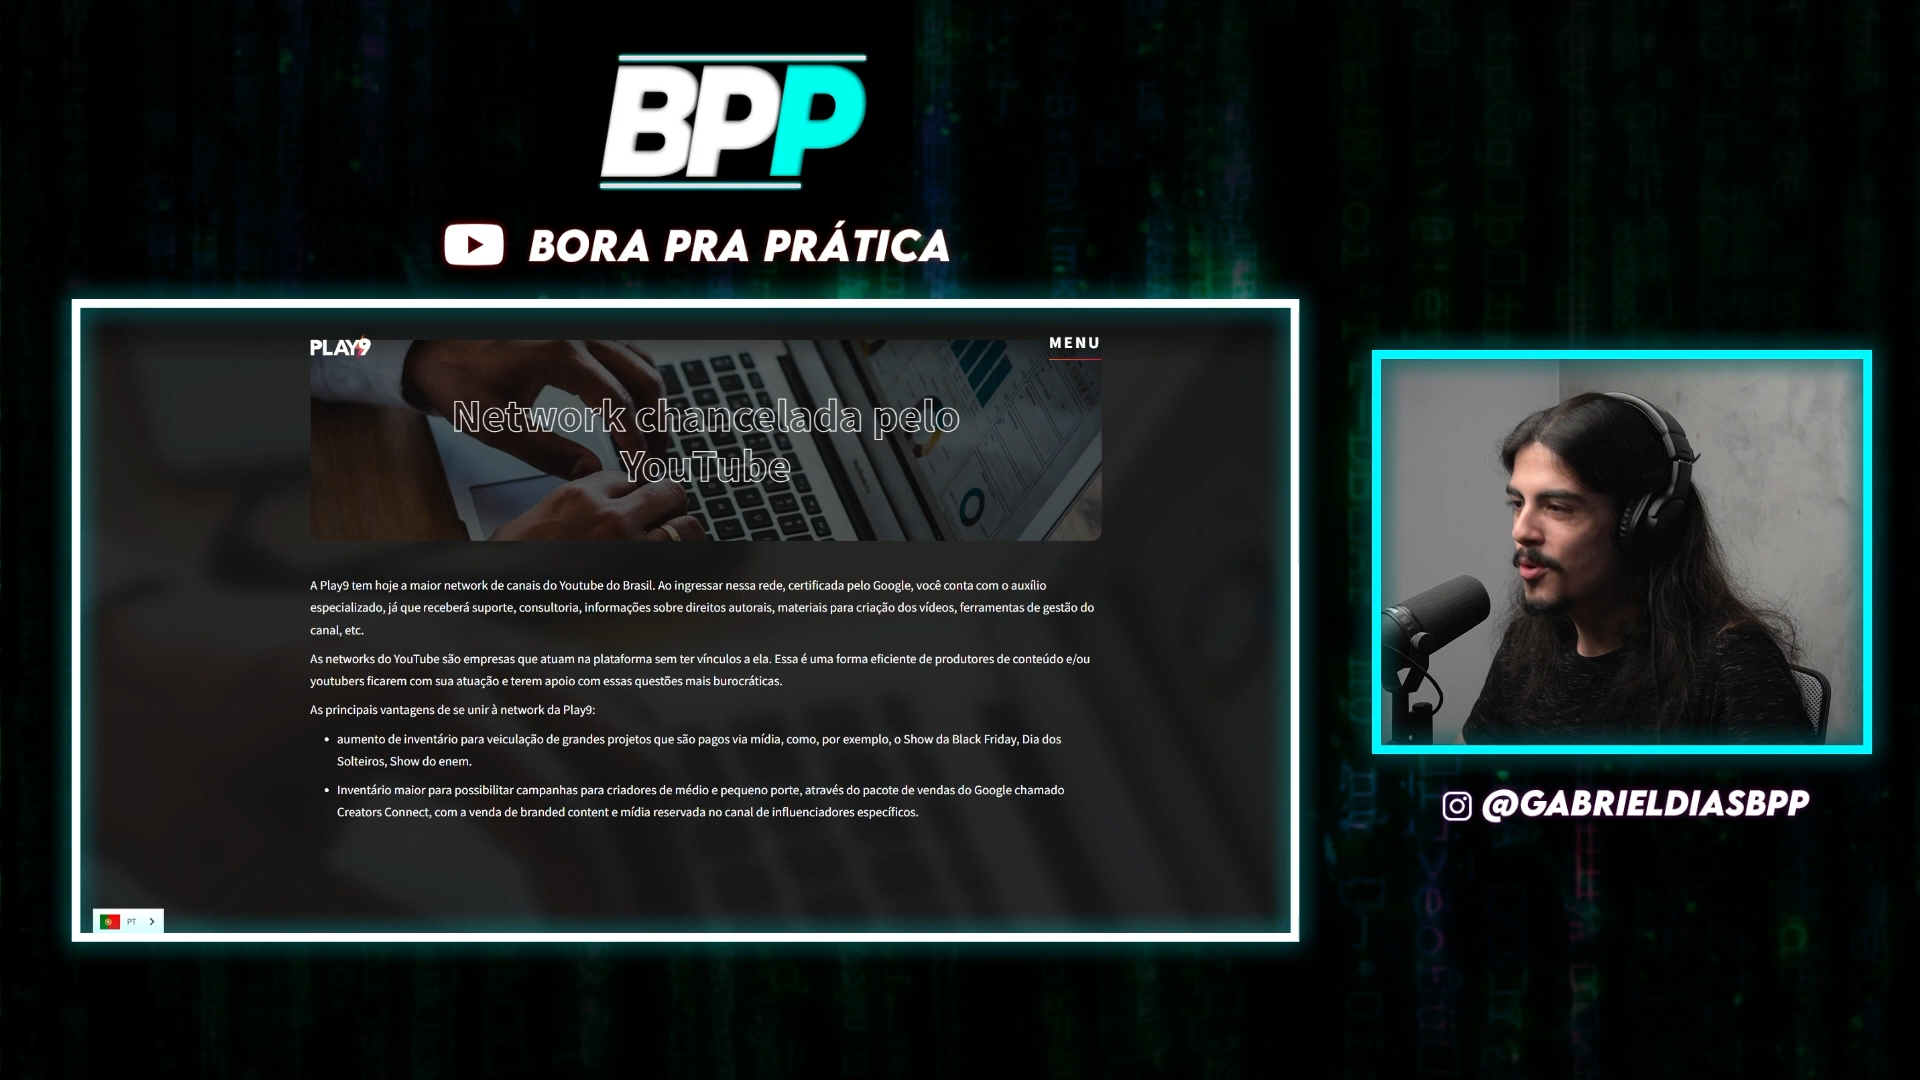 BPP
BORA PRA PRÁTICA
PLAY9
MENU
Network chancelada pelo
YouTube
A Play9 tem hoje a maior network de canais do Youtube do Brasil. Ao ingressar nessa rede, certificada pelo Google, você conta com o auxílio
especializado, já que receberá suporte, consultoria, informações sobre direitos autorais, materiais para criação dos vídeos, ferramentas de gestão do
canal, etc.
As networks do YouTube são empresas que atuam na plataforma sem ter vínculos a ela. Essa é uma forma eficiente de produtores de conteúdo e/ou
youtubers ficarem com sua atuação e terem apoio com essas questões mais burocráticas.
As principais vantagens de se unir à network da Play9:
• aumento de inventário para veiculação de grandes projetos que são pagos via mídia, como, por exemplo, o Show da Black Friday, Dia dos
Solteiros, Show do enem.
• Inventário maior para possibilitar campanhas para criadores de médio e pequeno porte, através do pacote de vendas do Google chamado
Creators Connect, com a venda de branded content e mídia reservada no canal de influenciadores específicos.
PT
@GABRIELDIASBPP